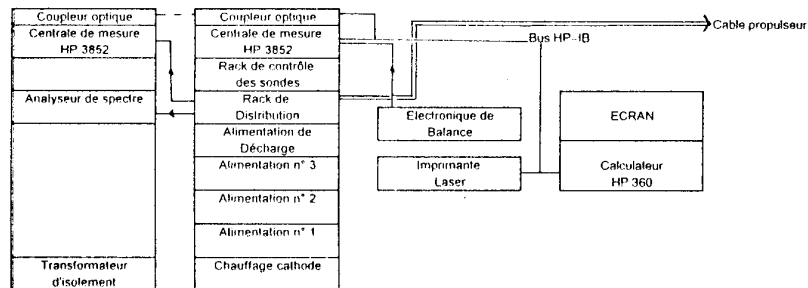 Coupleur optique
Centrale de mesure
HP 3852
Analyseur de spectre
Transformateur
d'isolement
Coupleur optique
Centrale de mesure
HP 3852
Rack de contrôle
des sondes
Rack de
Distribution
Alimentation de
Décharge
Alimentation n° 3
Alimentation n° 2
Alimentation n° 1
Chauffage cathode
Cable propulseur
Bus HP-IB
Electronique de
Balance
Imprimante
Laser
ECRAN
Calculateur
HP 360